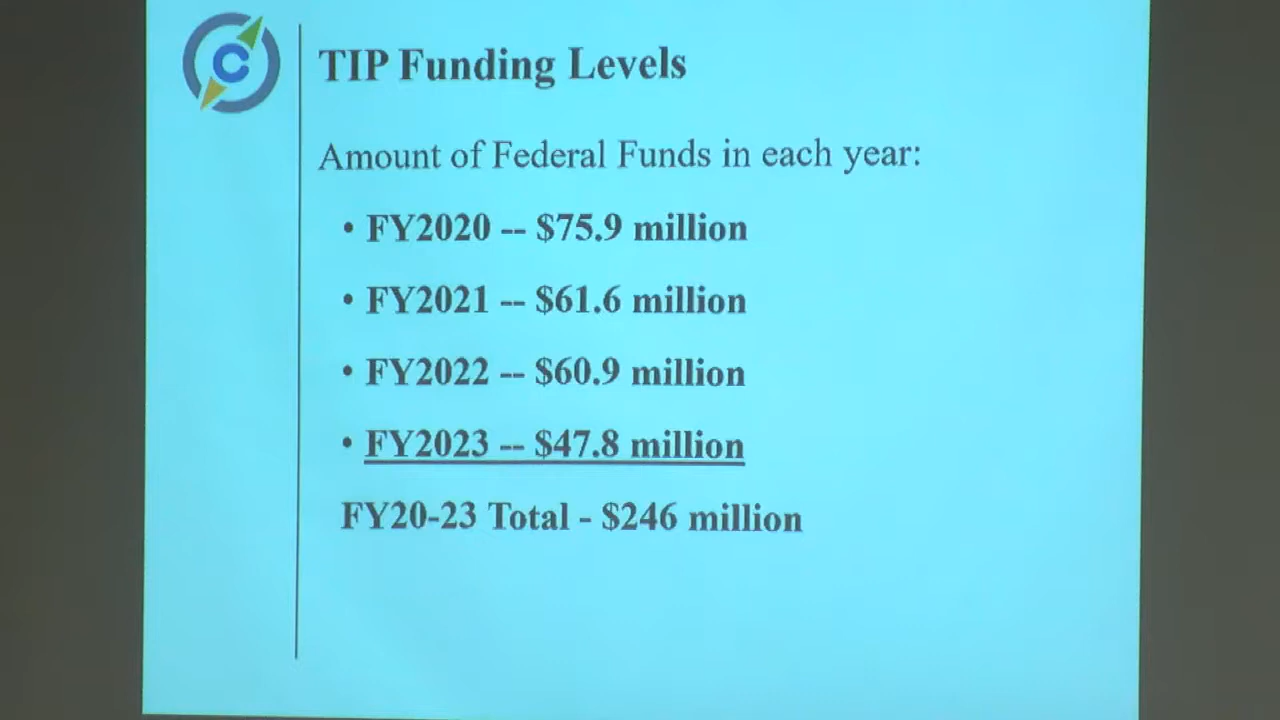 C
TIP Funding Levels
Amount of Federal Funds in each year:
• FY2020 -- $75.9 million
• FY2021 -- $61.6 million
• FY2022 -- $60.9 million
• FY2023 -- $47.8 million
FY20-23 Total - $246 million